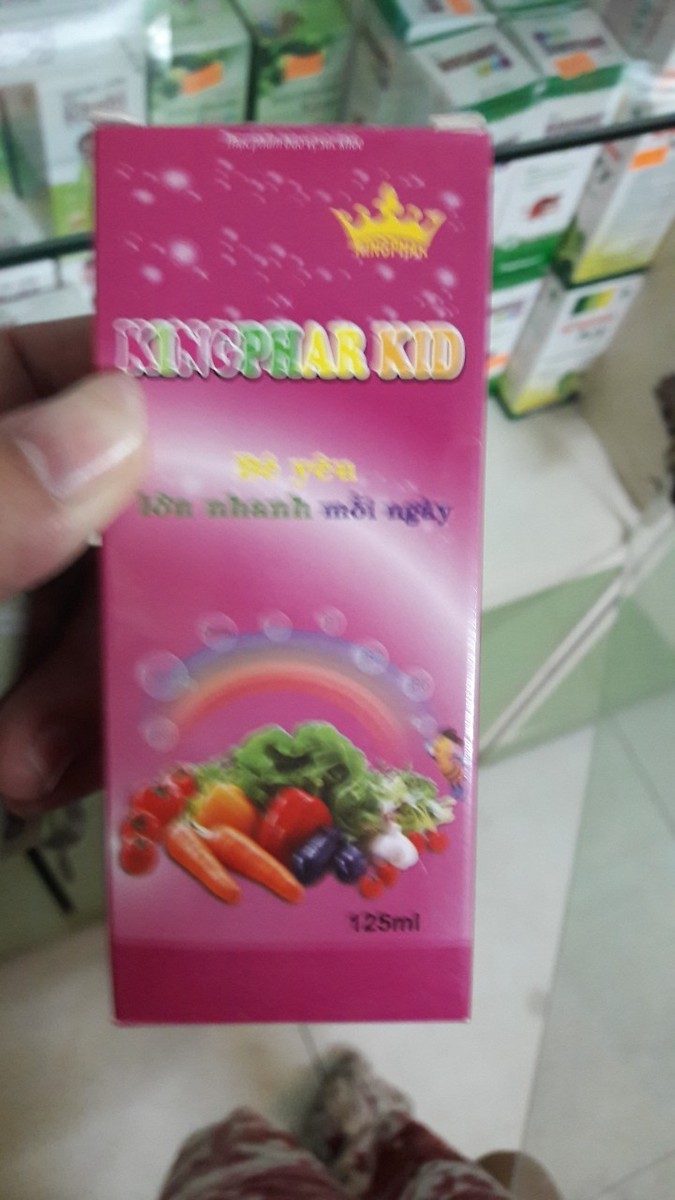 Thực phẩm bảo vệ sức khỏe
KINGPHAR
KINGPHAR KID
Bé yêu
lớn nhanh mỗi ngày
125ml